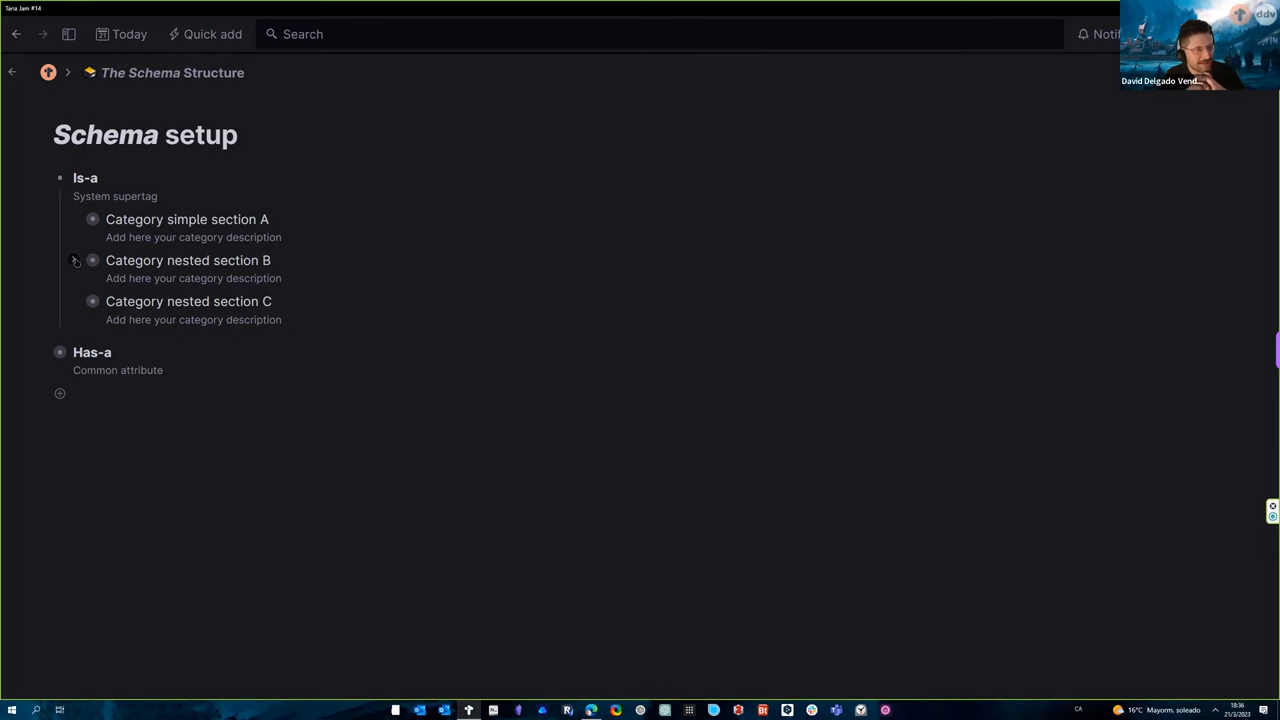 Tana Jam #14
Today
Quick add
Search
Notif
ddv
David Delgado Vend...
The Schema Structure
Schema setup
Is-a
System supertag
Category simple section A
Add here your category description
Category nested section B
Add here your category description
Category nested section C
Add here your category description
Has-a
Common attribute
CA
16°C Mayorm. soleado
18:36
21/3/2023